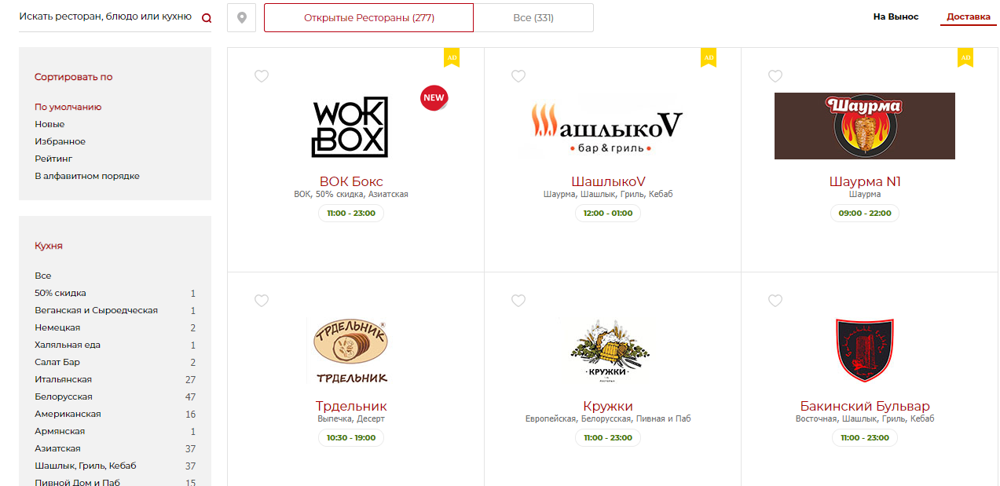 Искать ресторан, блюдо или кухню
Открытые Рестораны (277)
Все (331)
На Вынос
Доставка
Сортировать по
По умолчанию
Новые
Избранное
Рейтинг
В алфавитном порядке
Кухня
Все
50% скидка 1
Веганская и Сыроедческая 1
Немецкая 2
Халяльная еда 1
Салат Бар 2
Итальянская 27
Белорусская 47
Американская 16
Армянская 1
Азиатская 37
Шашлык, Гриль, Кебаб 37
Пивной Дом и Паб 15
AD
NEW
WOK
BOX
ВОК Бокс
ВОК, 50% скидка, Азиатская
11:00 - 23:00
AD
ШашлыкоV
бар & гриль
ШашлыкоV
Шаурма, Шашлык, Гриль, Кебаб
12:00 - 01:00
AD
Шаурма
Шаурма N1
Шаурма
09:00 - 22:00
ТРДЕЛЬНИК
ТРДЕЛЬНИК
Трдельник
Выпечка, Десерт
10:30 - 19:00
КРУЖКИ
Кружки
Европейская, Белорусская, Пивная и Паб
11:00 - 23:00
Бакинский Бульвар
Восточная, Шашлык, Гриль, Кебаб
11:00 - 23:00